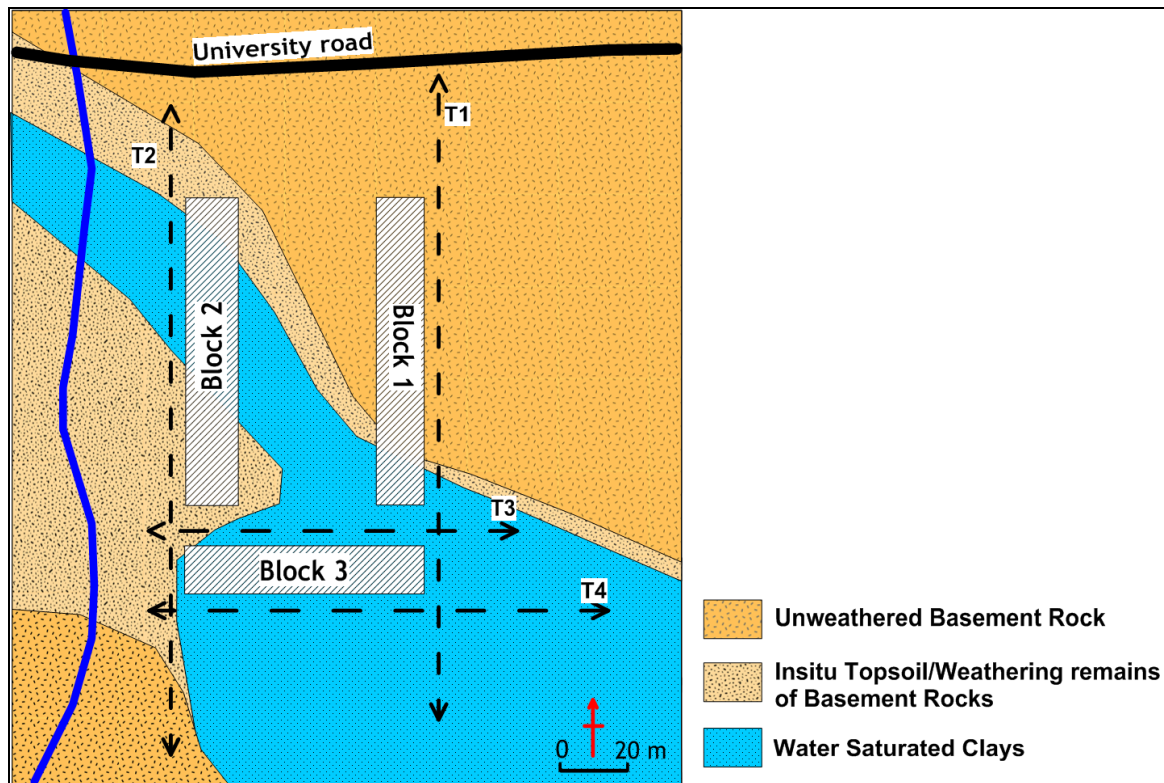 University road
T1
T2
Block 2
Block 1
T3
Block 3
T4
0 20 m
Unweathered Basement Rock
Insitu Topsoil/Weathering remains
of Basement Rocks
Water Saturated Clays